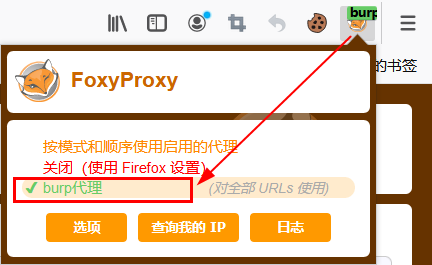 burp
的书签
FoxyProxy
按模式和顺序使用启用的代理
关闭（使用 Firefox 设置）
✔ burp代理 (对全部 URLs 使用)
选项 查询我的 IP 日志